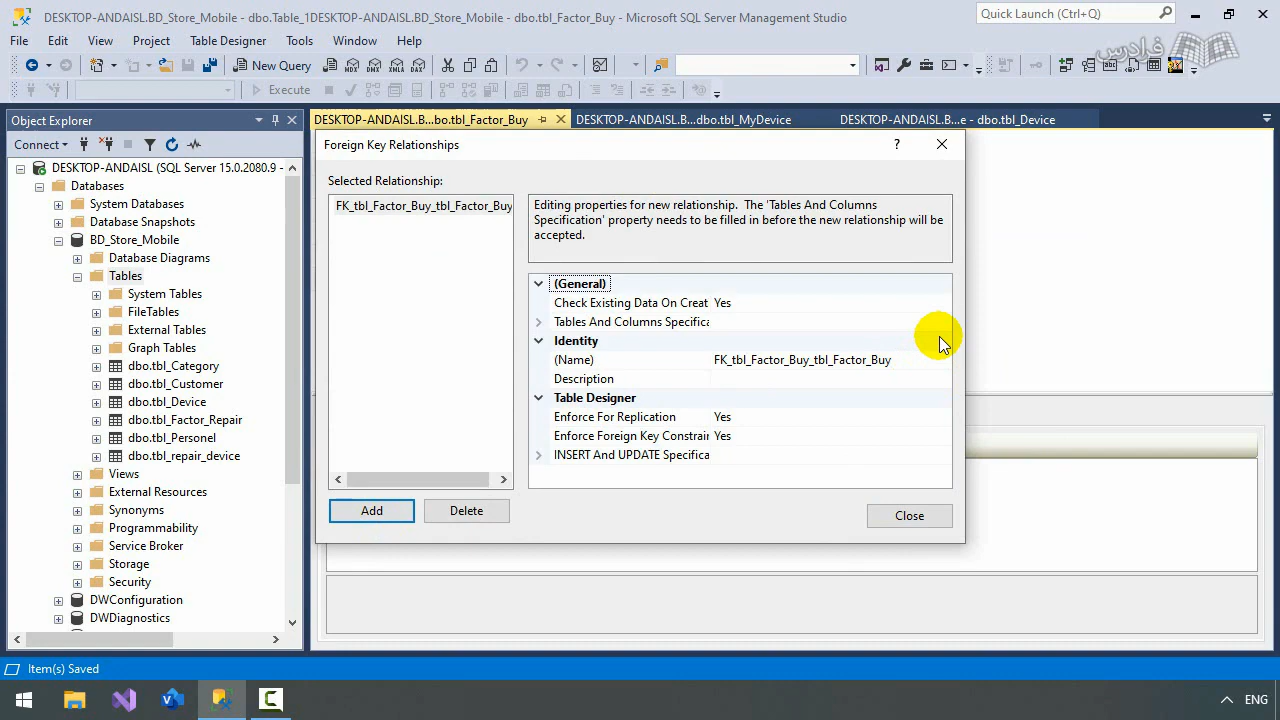 DESKTOP-ANDAISL.BD_Store_Mobile - dbo.Table_1DESKTOP-ANDAISL.BD_Store_Mobile - dbo.tbl_Factor_Buy - Microsoft SQL Server Management Studio
Quick Launch (Ctrl+Q)
File Edit View Project Table Designer Tools Window Help
فرادرس
New Query
MDX DMX XMLA DAX
Execute
Object Explorer
DESKTOP-ANDAISL.B...bo.tbl_Factor_Buy
DESKTOP-ANDAISL.B...dbo.tbl_MyDevice
DESKTOP-ANDAISL.B...e - dbo.tbl_Device
Connect
DESKTOP-ANDAISL (SQL Server 15.0.2080.9 -
Databases
System Databases
Database Snapshots
BD_Store_Mobile
Database Diagrams
Tables
System Tables
FileTables
External Tables
Graph Tables
dbo.tbl_Category
dbo.tbl_Customer
dbo.tbl_Device
dbo.tbl_Factor_Repair
dbo.tbl_Personel
dbo.tbl_repair_device
Views
External Resources
Synonyms
Programmability
Service Broker
Storage
Security
DWConfiguration
DWDiagnostics
Foreign Key Relationships
?
Selected Relationship:
FK_tbl_Factor_Buy_tbl_Factor_Buy
Editing properties for new relationship. The 'Tables And Columns
Specification' property needs to be filled in before the new relationship will be
accepted.
(General)
Check Existing Data On Creat Yes
Tables And Columns Specifica
Identity
(Name) FK_tbl_Factor_Buy_tbl_Factor_Buy
Description
Table Designer
Enforce For Replication Yes
Enforce Foreign Key Constrain Yes
INSERT And UPDATE Specifica
Add
Delete
Close
Item(s) Saved
ENG